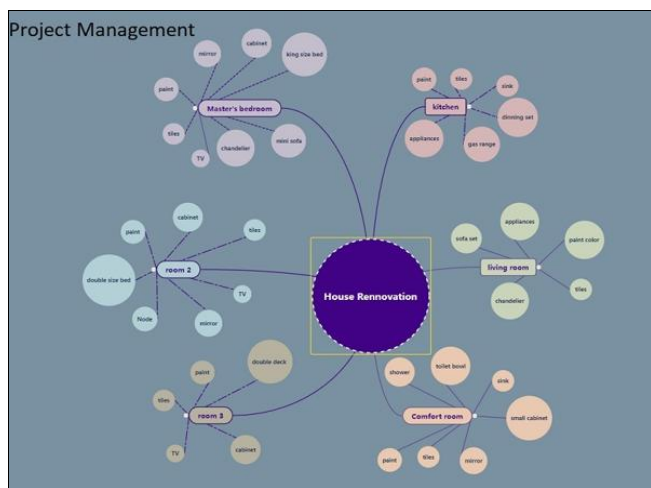 Project Management
mirror
cabinet
king size bed
paint
Master's bedroom
tiles
TV
chandelier
mini sofa
paint
tiles
sink
kitchen
dinning set
appliances
gas range
cabinet
paint
tiles
room 2
double size bed
TV
Node
mirror
House Rennovation
appliances
sofa set
paint color
living room
tiles
chandelier
double deck
paint
tiles
room 3
TV
cabinet
toilet bowl
shower
sink
Comfort room
small cabinet
paint
tiles
mirror